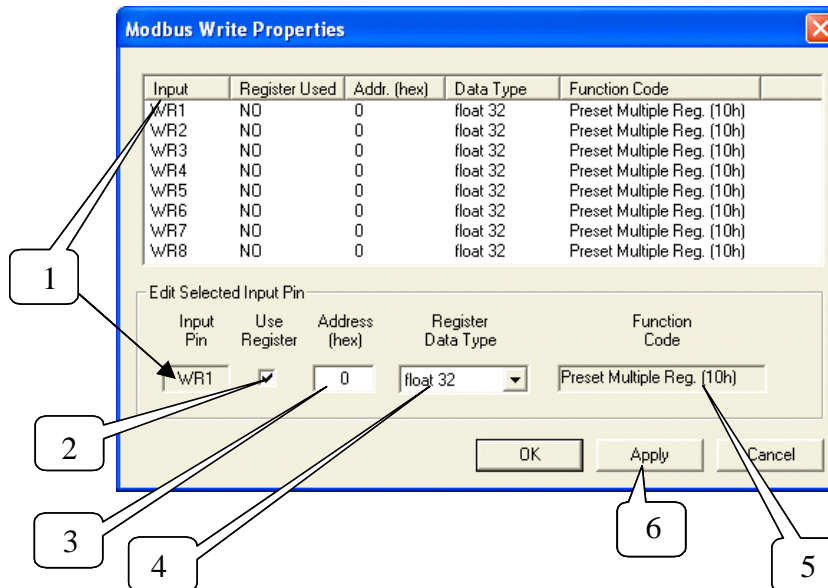 Modbus Write Properties
Input Register Used Addr. (hex) Data Type Function Code
WR1 NO 0 float 32 Preset Multiple Reg. (10h)
WR2 NO 0 float 32 Preset Multiple Reg. (10h)
WR3 NO 0 float 32 Preset Multiple Reg. (10h)
WR4 NO 0 float 32 Preset Multiple Reg. (10h)
WR5 NO 0 float 32 Preset Multiple Reg. (10h)
WR6 NO 0 float 32 Preset Multiple Reg. (10h)
WR7 NO 0 float 32 Preset Multiple Reg. (10h)
WR8 NO 0 float 32 Preset Multiple Reg. (10h)
1
Edit Selected Input Pin
Input Use Address Register Function
Pin Register (hex) Data Type Code
WR1 0 float 32 Preset Multiple Reg. (10h)
2
OK Apply Cancel
3 4 6 5